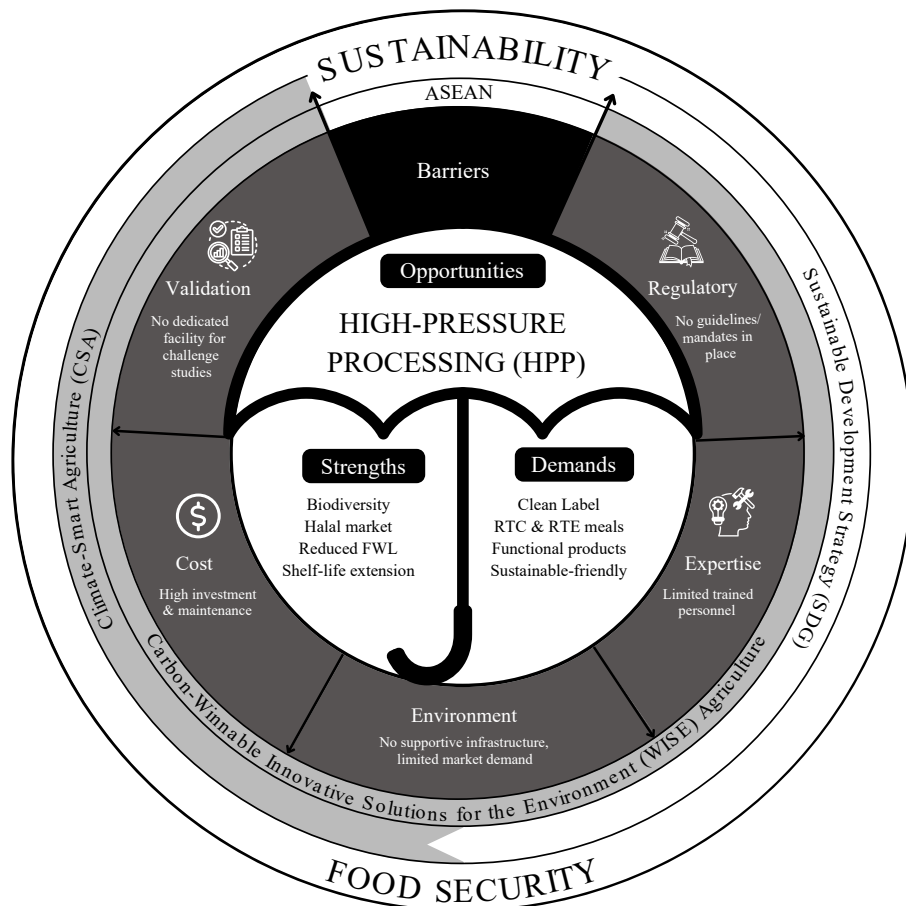 SUSTAINABILITY
ASEAN
Barriers
Opportunities
HIGH-PRESSURE
PROCESSING (HPP)
Validation
No dedicated
facility for
challenge
studies
Regulatory
No guidelines/
mandates in
place
Strengths
Biodiversity
Halal market
Reduced FWL
Shelf-life extension
Demands
Clean Label
RTC & RTE meals
Functional products
Sustainable-friendly
Cost
High investment
& maintenance
Expertise
Limited trained
personnel
Environment
No supportive infrastructure,
limited market demand
Climate-Smart Agriculture (CSA)
Sustainable Development Strategy (SDG)
Carbon-Winnable Innovative Solutions for the Environment (WISE) Agriculture
FOOD SECURITY